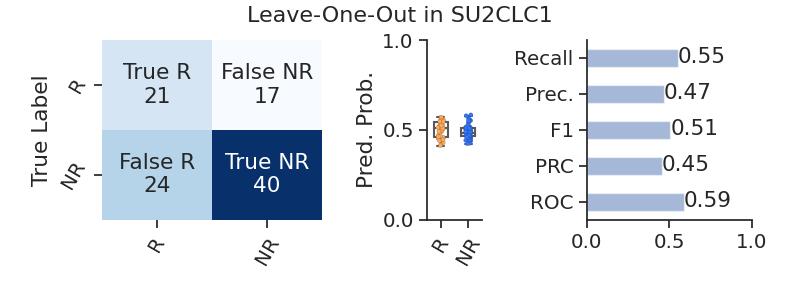 Leave-One-Out in SU2CLC1
True Label
R
NR
True R
21
False NR
17
False R
24
True NR
40
R
NR
Pred. Prob.
1.0
0.5
0.0
R
NR
Recall
0.55
Prec.
0.47
F1
0.51
PRC
0.45
ROC
0.59
0.0
0.5
1.0